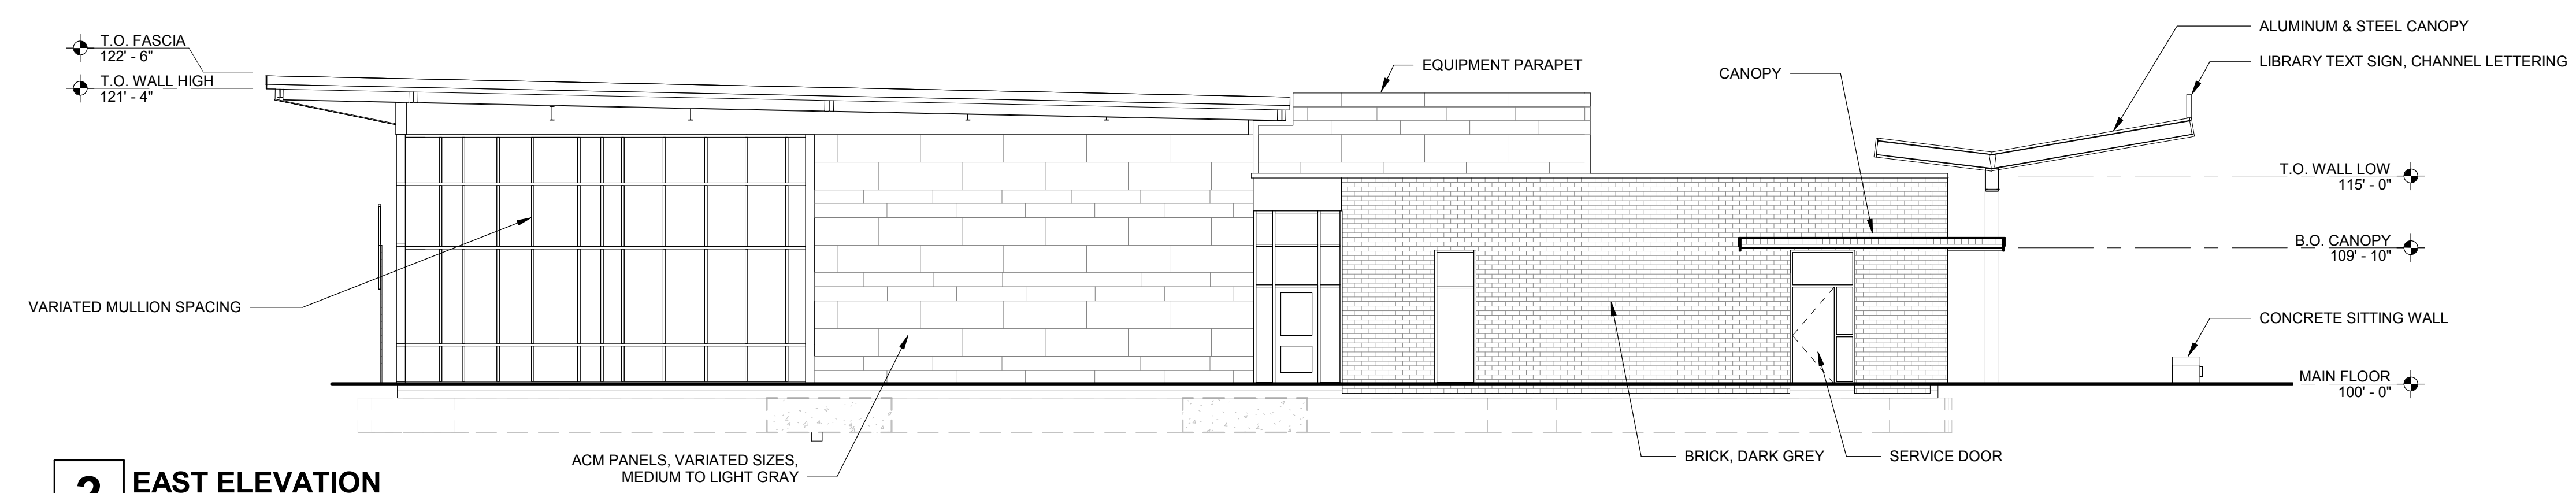 T.O. FASCIA
122' - 6"
T.O. WALL HIGH
121' - 4"
VARIATED MULLION SPACING
ACM PANELS, VARIATED SIZES,
MEDIUM TO LIGHT GRAY
EQUIPMENT PARAPET
CANOPY
ALUMINUM & STEEL CANOPY
LIBRARY TEXT SIGN, CHANNEL LETTERING
T.O. WALL LOW
115' - 0"
B.O. CANOPY
109' - 10"
CONCRETE SITTING WALL
MAIN FLOOR
100' - 0"
BRICK, DARK GREY
SERVICE DOOR
2 EAST ELEVATION